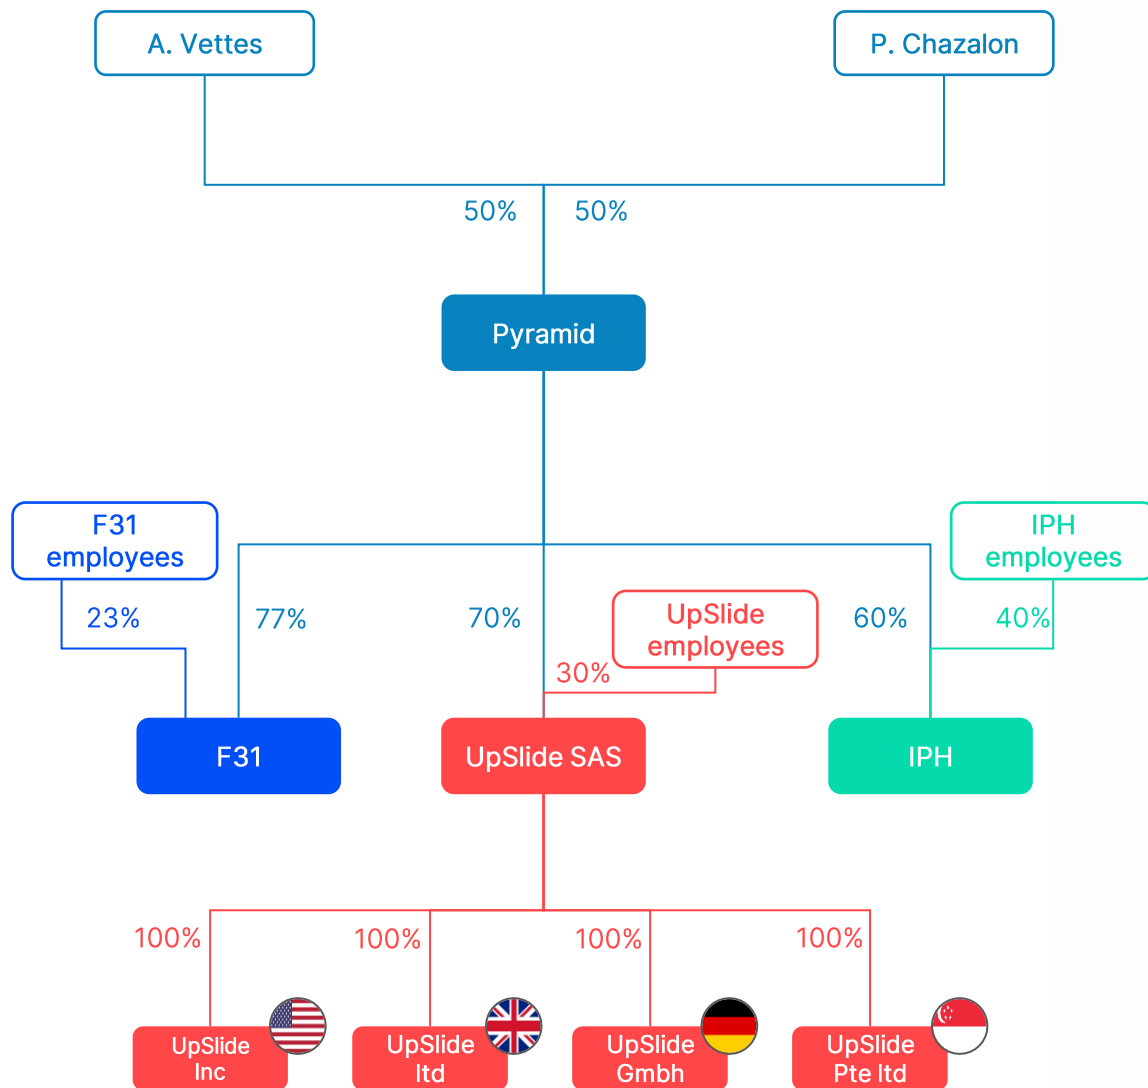 A. Vettes
P. Chazalon
50%
50%
Pyramid
F31
employees
IPH
employees
23%
77%
70%
UpSlide
employees
60%
40%
30%
F31
UpSlide SAS
IPH
100%
100%
100%
100%
UpSlide
Inc
UpSlide
ltd
UpSlide
Gmbh
UpSlide
Pte ltd